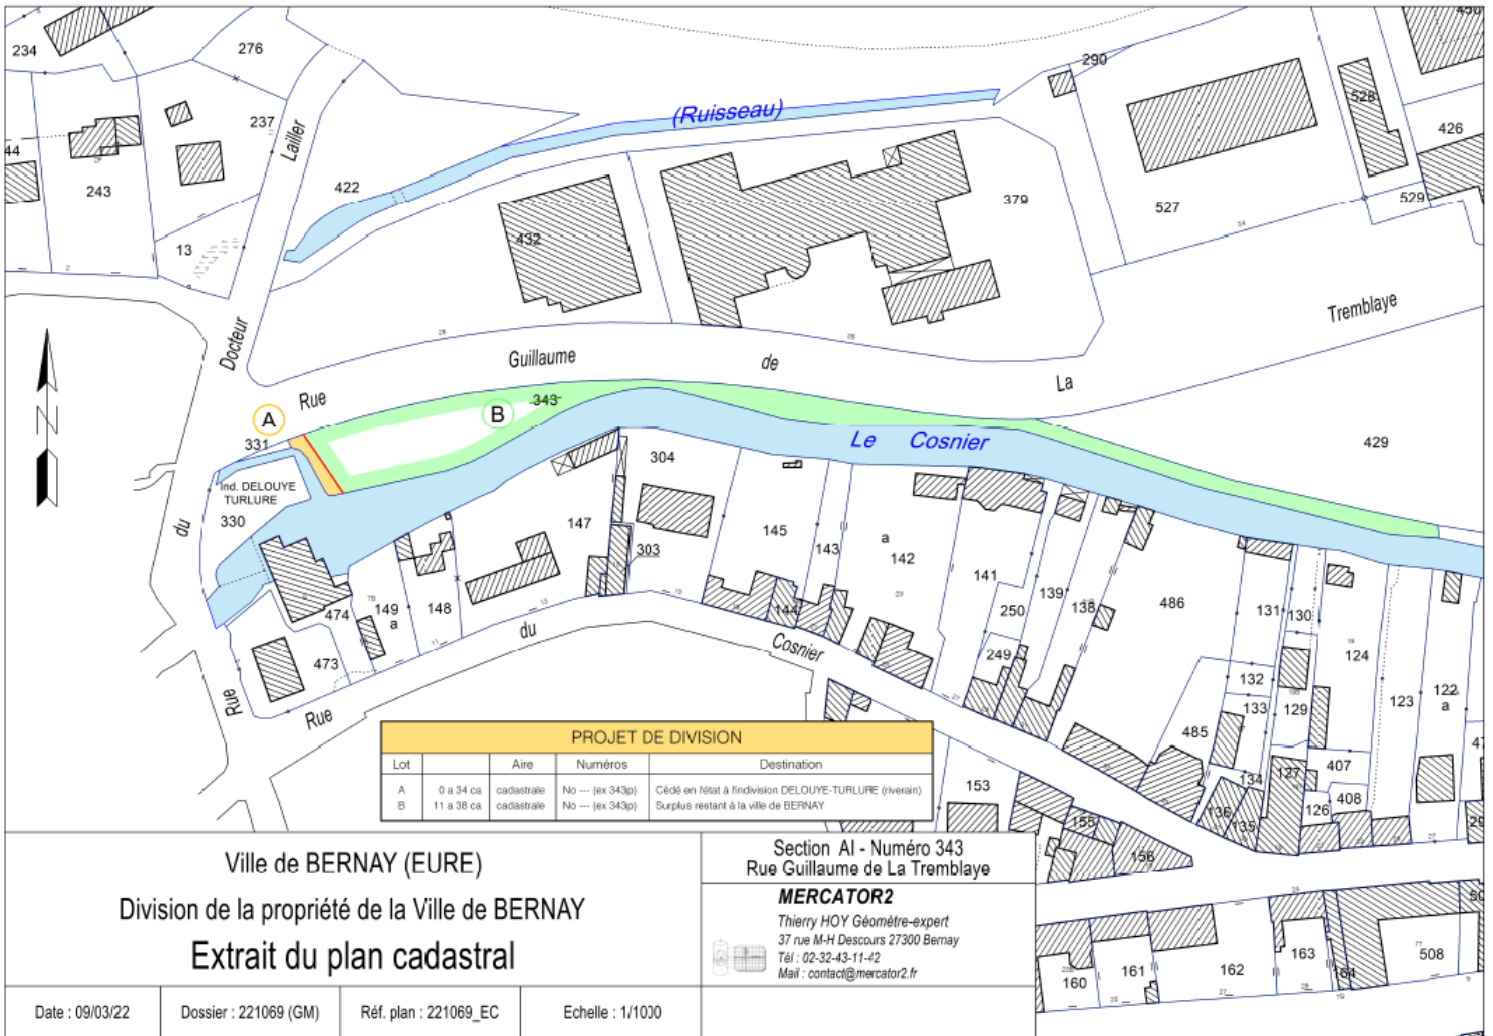 234
276
237
Lailler
44
243
422
13
2
(Ruisseau)
290
528
426
529
527
379
432
Docteur
28
26
24
Rue
Guillaume
de
La
Tremblaye
N
A
B
343
331
Ind. DELOUYE
TURLURE
330
du
Le Cosnier
429
304
147
303
145
143
a
142
141
139
138
250
249
144
149
a
148
474
473
486
131
130
132
133
129
124
123
122
a
485
134
127
407
408
126
136
135
Rue
Rue
du
Cosnier
153
155
156
160
161
162
163
164
508
PROJET DE DIVISION
Lot Aire Numéros Destination
A 0 a 34 ca cadastrale No --- (ex 343p) Cédé en l'état à l'indivision DELOUYE-TURLURE (riverain)
B 11 a 38 ca cadastrale No --- (ex 343p) Surplus restant à la ville de BERNAY
Ville de BERNAY (EURE)
Division de la propriété de la Ville de BERNAY
Extrait du plan cadastral
Section AI - Numéro 343
Rue Guillaume de La Tremblaye
MERCATOR2
Thierry HOY Géomètre-expert
37 rue M-H Descours 27300 Bernay
Tél : 02-32-43-11-42
Mail : contact@mercator2.fr
Date : 09/03/22
Dossier : 221069 (GM)
Réf. plan : 221069_EC
Echelle : 1/1000